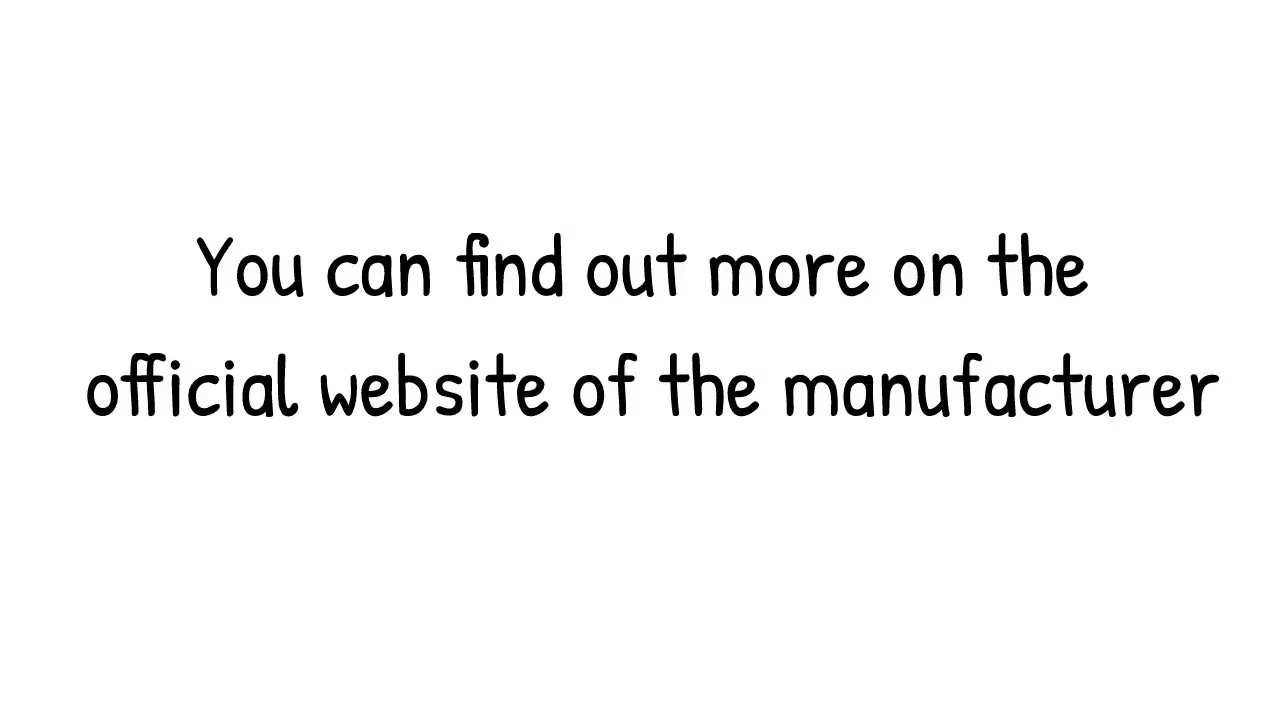 You can find out more on the
official website of the manufacturer